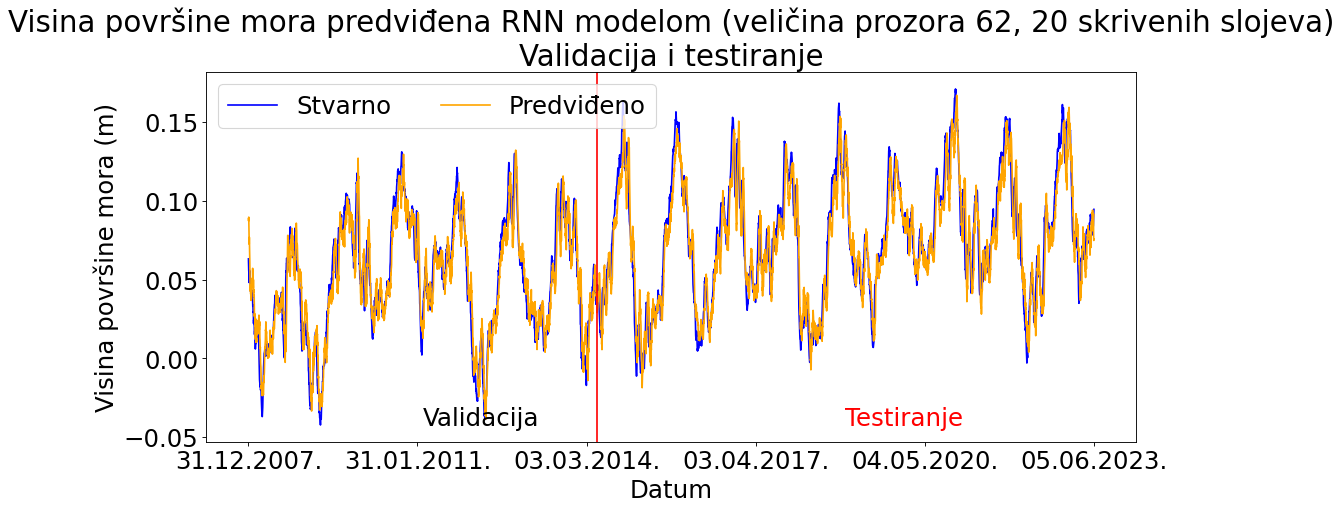 Visina površine mora predviđena RNN modelom (veličina prozora 62, 20 skrivenih slojeva)
Validacija i testiranje
Stvarno
Predviđeno
Visina površine mora (m)
0.15
0.10
0.05
0.00
−0.05
Validacija
Testiranje
31.12.2007.
31.01.2011.
03.03.2014.
03.04.2017.
04.05.2020.
05.06.2023.
Datum